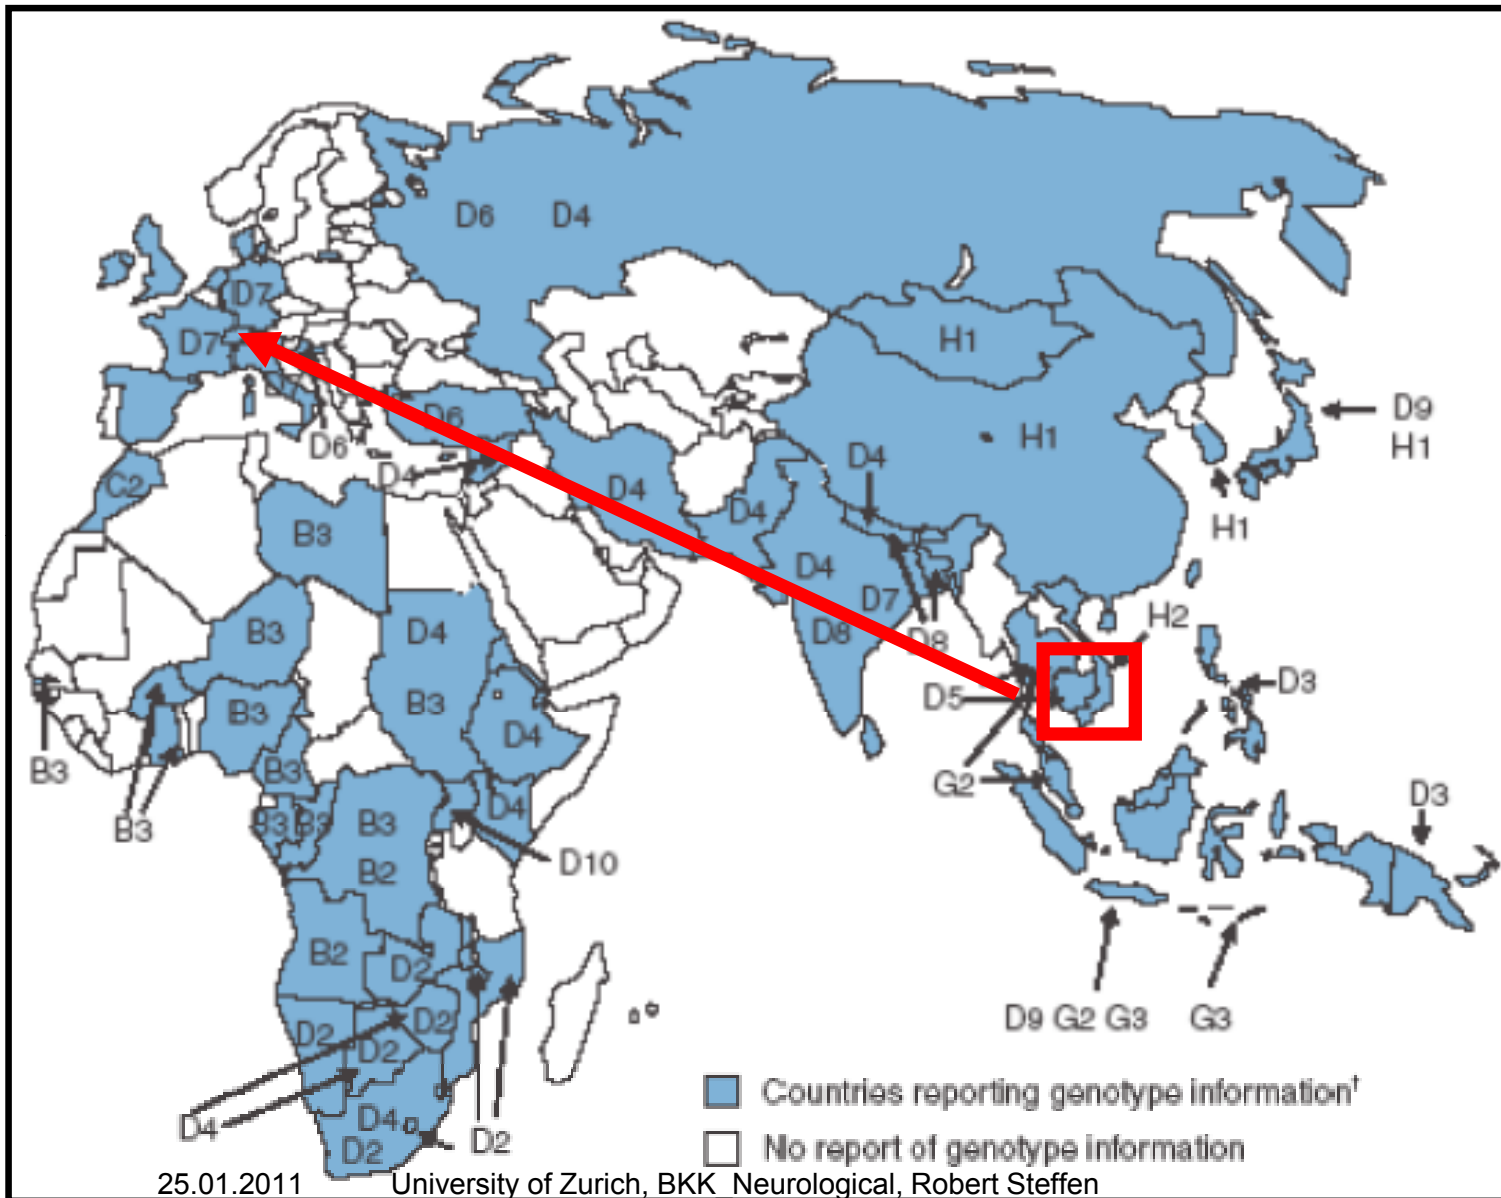 D6 D4
D7
D7
H1
D9
H1
D6
H1
D6
D4
D4
C2
D4
D4
H1
B3
D4
D7
B3
D4
D8
D8
H2
B3
B3
D4
D5
D3
B3
B3
D4
G2
D3
B3
B3
B3
B3
B2
D10
B2
D2
D2
D2
D2
D9 G2 G3
G3
Countries reporting genotype information†
D4
D4
D2
D2
No report of genotype information
25.01.2011 University of Zurich, BKK Neurological, Robert Steffen